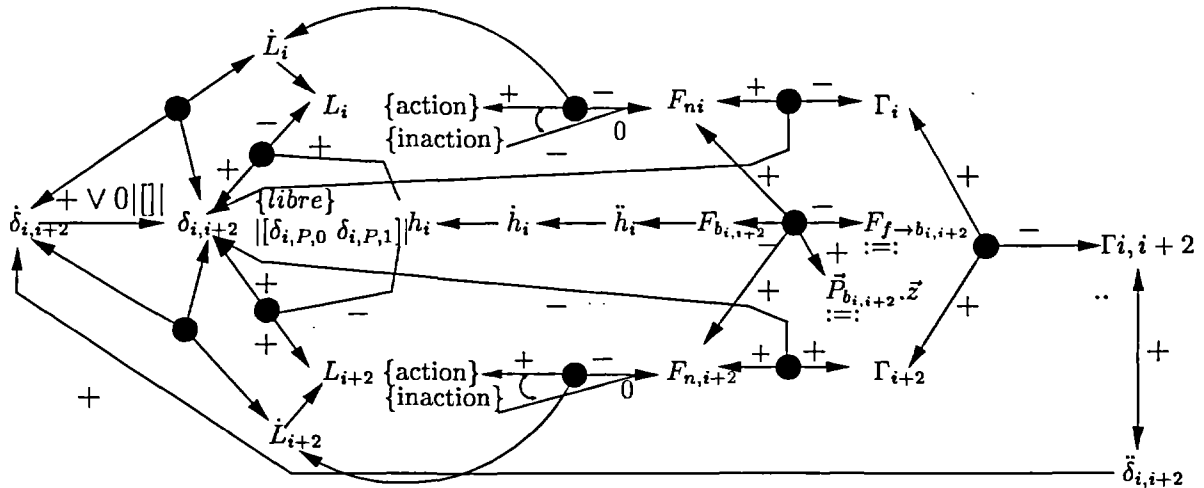 L̇_i
L_i {action} + − F_{ni} + − Γ_i
{inaction} 0
− −
+ +
+ +
δ̇_{i,i+2} + ∨ 0|[]| δ_{i,i+2} {libre}
|[δ_{i,P,0} δ_{i,P,1}]| h_i ḣ_i ḧ_i F_{b_{i,i+2}} − F_{f→b_{i,i+2}} − Γi, i + 2
:=:
− +
P⃗_{b_{i,i+2}}.z⃗ ..
:=:
+ − − + +
+ + + + +
L_{i+2} {action} + − F_{n,i+2} Γ_{i+2}
{inaction} 0
+
L̇_{i+2}
δ̈_{i,i+2}